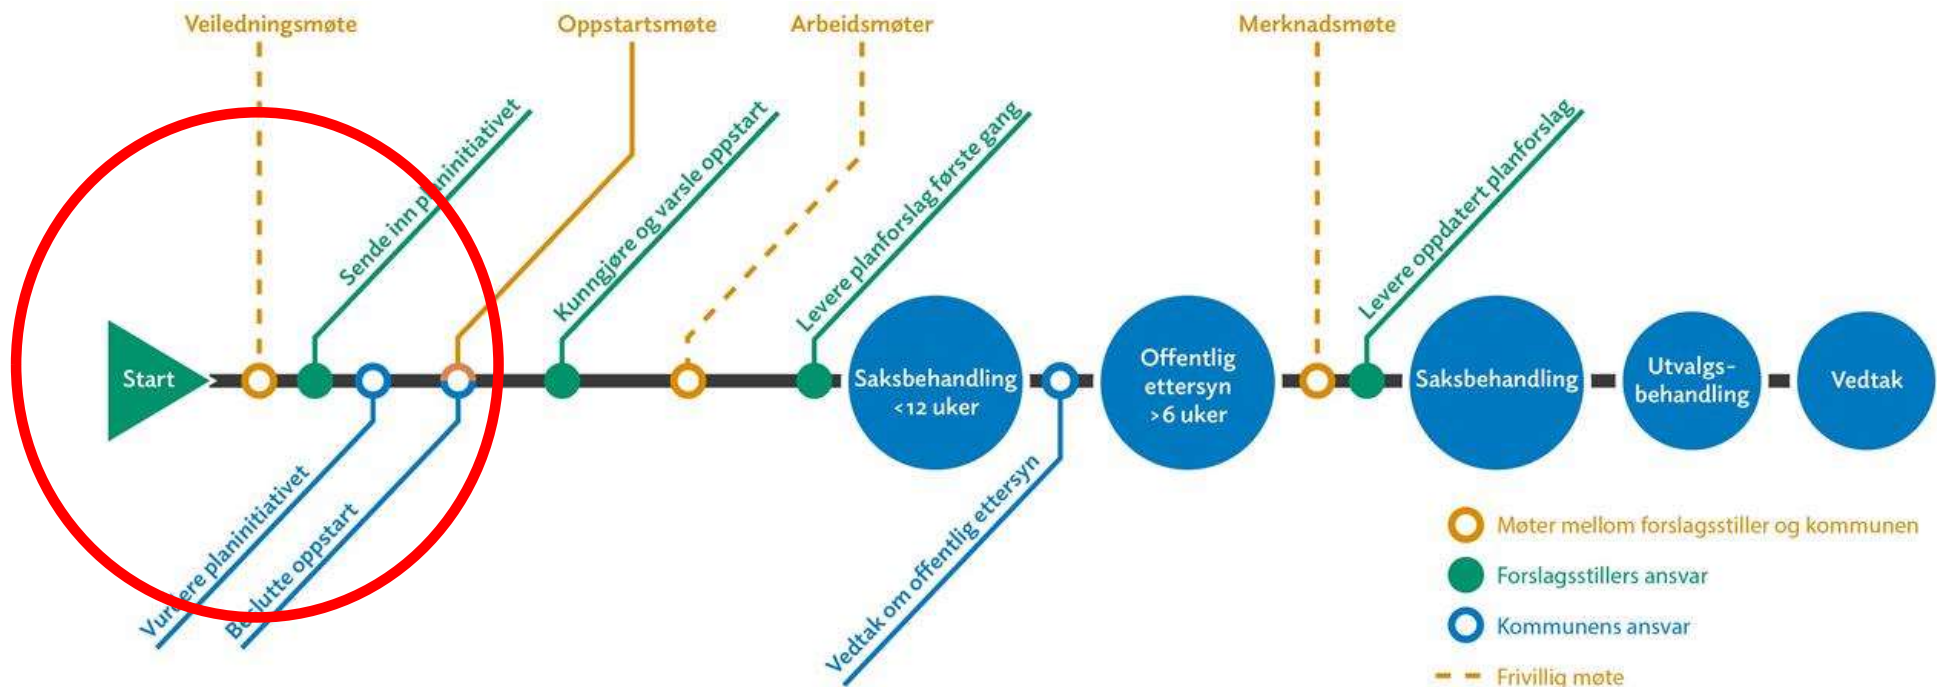 Veiledningsmøte
Oppstartsmøte
Arbeidsmøter
Merknadsmøte
Sende inn planinitiativet
Kunngjøre og varsle oppstart
Levere planforslag første gang
Levere oppdatert planforslag
Start
Saksbehandling
<12 uker
Offentlig
ettersyn
>6 uker
Saksbehandling
Utvalgs-
behandling
Vedtak
Vurdere planinitiativet
Beslutte oppstart
Vedtak om offentlig ettersyn
Møter mellom forslagsstiller og kommunen
Forslagsstillers ansvar
Kommunens ansvar
Frivillig møte